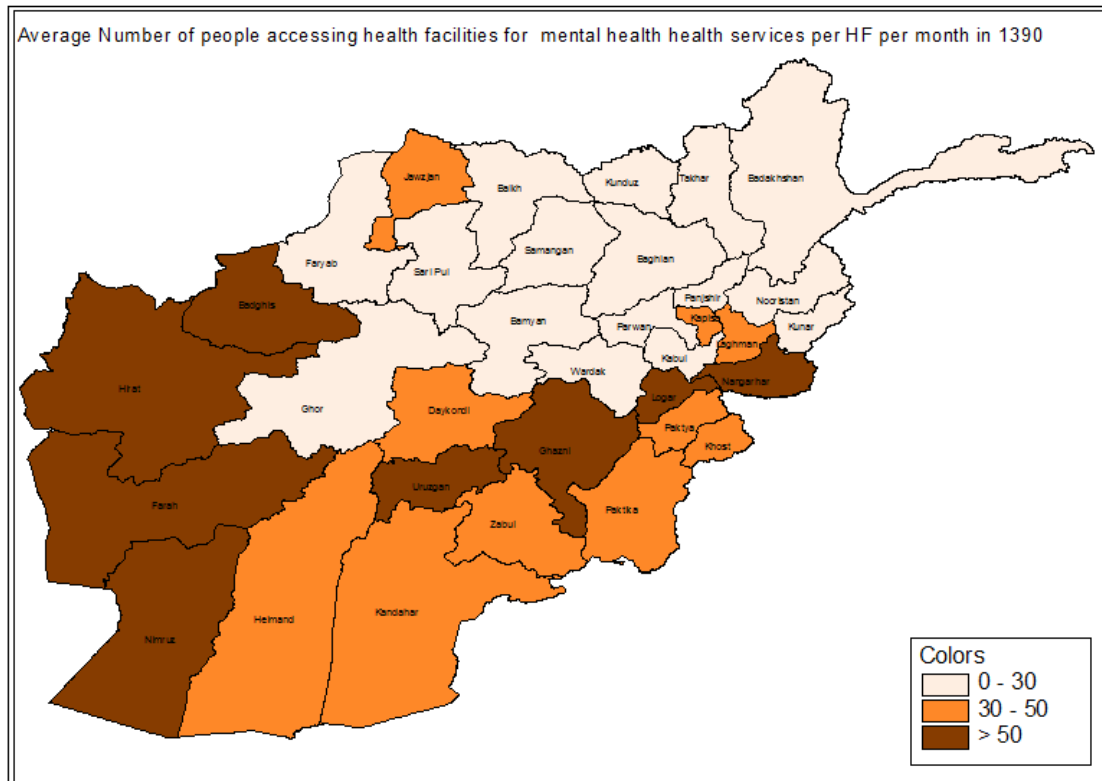 Average Number of people accessing health facilities for mental health health services per HF per month in 1390
Jawzjan
Balkh
Kunduz
Takhar
Badakhshan
Faryab
Sari Pul
Samangan
Baghlan
Badghis
Panjshir
Nooristan
Bamyan
Parwan
Kapisa
Kunar
Laghman
Kabul
Hirat
Wardak
Nangarhar
Ghor
Daykondi
Logar
Paktya
Khost
Ghazni
Uruzgan
Farah
Zabul
Paktika
Helmand
Kandahar
Nimruz
Colors
0 - 30
30 - 50
> 50